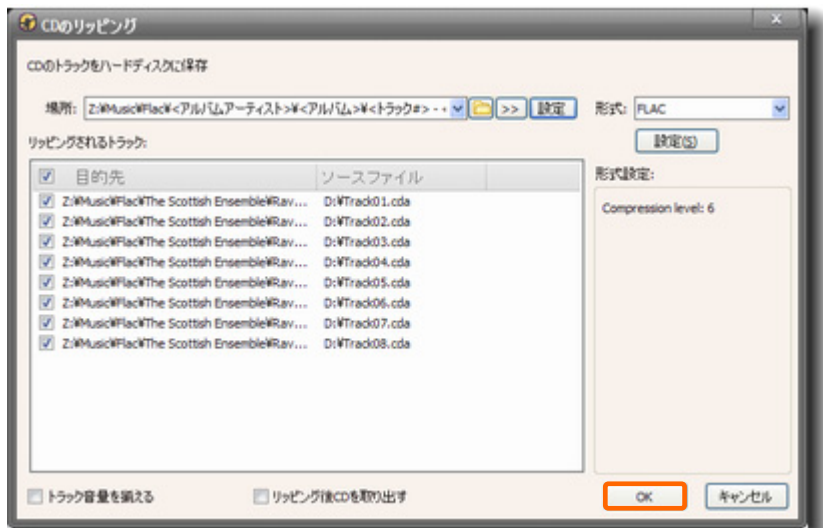 CDのリッピング
CDのトラックをハードディスクに保存
場所: Z:¥Music¥Flac¥<アルバムアーティスト>¥<アルバム>¥<トラック#> - < >> 設定 形式: FLAC
リッピングされるトラック: 設定(S)
目的先 ソースファイル 形式設定:
Z:¥Music¥Flac¥The Scottish Ensemble¥Rav... D:¥Track01.cda Compression level: 6
Z:¥Music¥Flac¥The Scottish Ensemble¥Rav... D:¥Track02.cda
Z:¥Music¥Flac¥The Scottish Ensemble¥Rav... D:¥Track03.cda
Z:¥Music¥Flac¥The Scottish Ensemble¥Rav... D:¥Track04.cda
Z:¥Music¥Flac¥The Scottish Ensemble¥Rav... D:¥Track05.cda
Z:¥Music¥Flac¥The Scottish Ensemble¥Rav... D:¥Track06.cda
Z:¥Music¥Flac¥The Scottish Ensemble¥Rav... D:¥Track07.cda
Z:¥Music¥Flac¥The Scottish Ensemble¥Rav... D:¥Track08.cda
トラック音量を揃える リッピング後CDを取り出す OK キャンセル